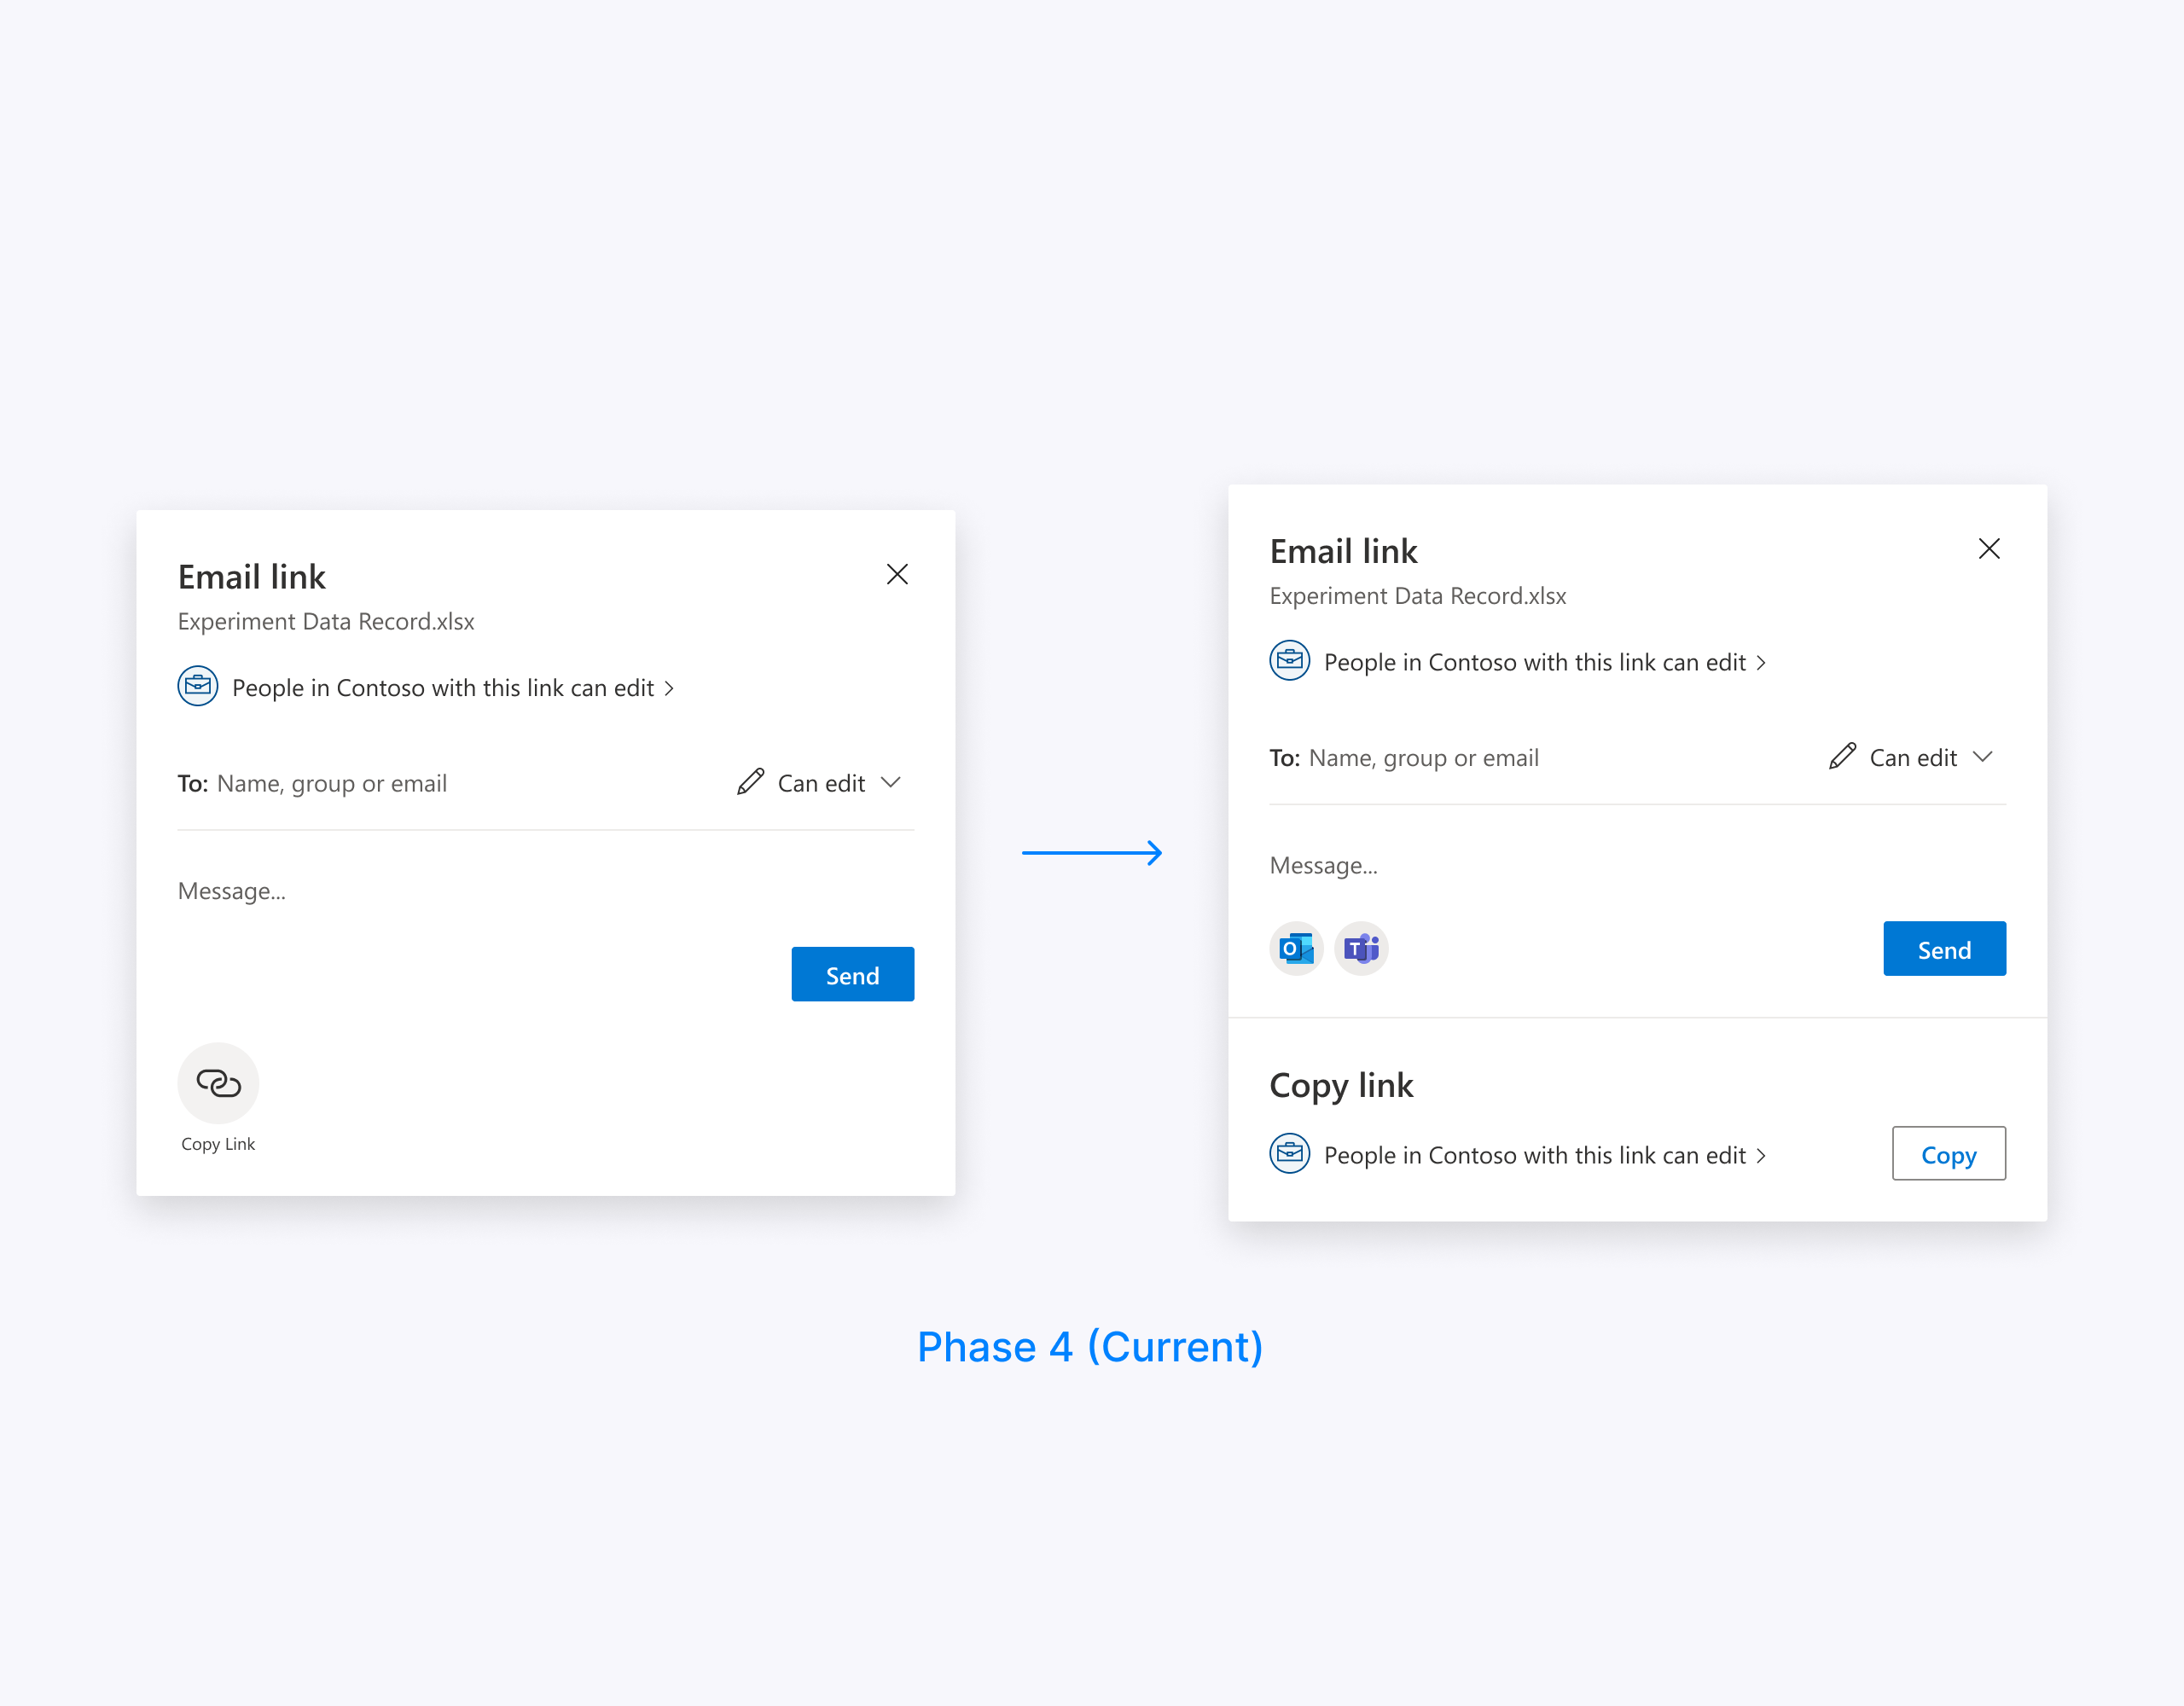 Email link
Experiment Data Record.xlsx
People in Contoso with this link can edit
To: Name, group or email Can edit
Message...
Send
Copy Link
Email link
Experiment Data Record.xlsx
People in Contoso with this link can edit
To: Name, group or email Can edit
Message...
O T Send
Copy link
People in Contoso with this link can edit Copy
Phase 4 (Current)